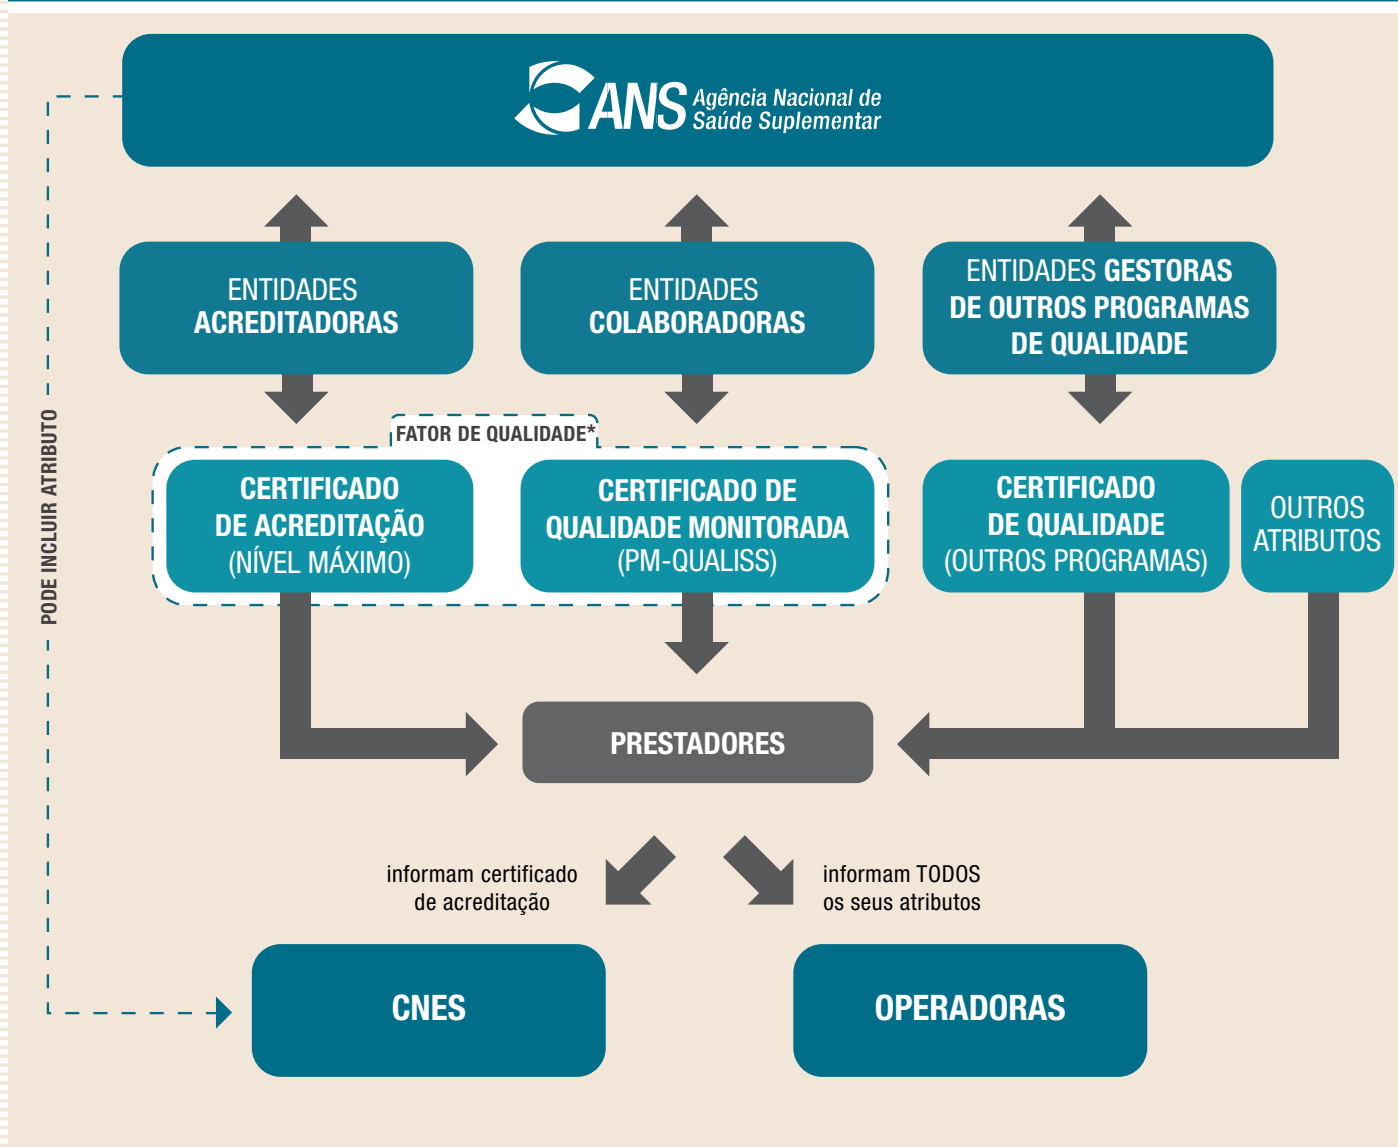 ANS Agência Nacional de
Saúde Suplementar
ENTIDADES
ACREDITADORAS
ENTIDADES
COLABORADORAS
ENTIDADES GESTORAS
DE OUTROS PROGRAMAS
DE QUALIDADE
PODE INCLUIR ATRIBUTO
FATOR DE QUALIDADE*
CERTIFICADO
DE ACREDITAÇÃO
(NÍVEL MÁXIMO)
CERTIFICADO DE
QUALIDADE MONITORADA
(PM-QUALISS)
CERTIFICADO
DE QUALIDADE
(OUTROS PROGRAMAS)
OUTROS
ATRIBUTOS
PRESTADORES
informam certificado
de acreditação
informam TODOS
os seus atributos
CNES
OPERADORAS